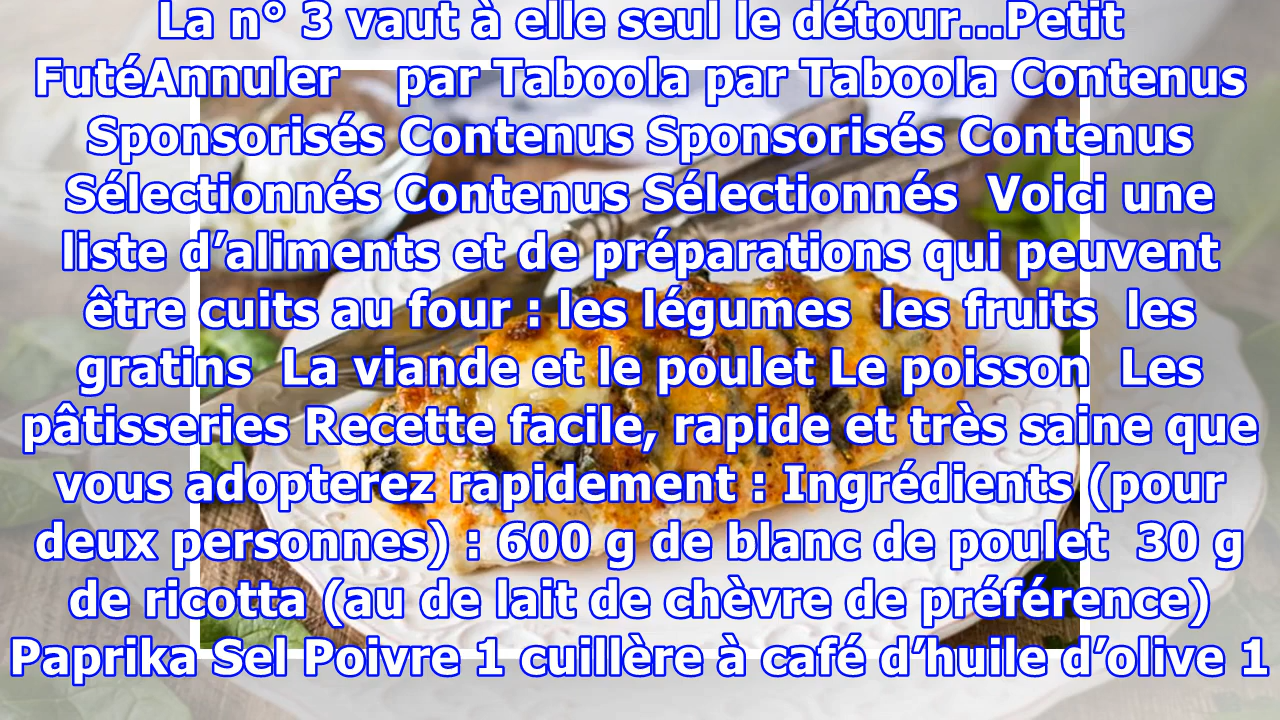 La n° 3 vaut à elle seul le détour...Petit
FutéAnnuler par Taboola par Taboola Contenus
Sponsorisés Contenus Sponsorisés Contenus
Sélectionnés Contenus Sélectionnés Voici une
liste d’aliments et de préparations qui peuvent
être cuits au four : les légumes les fruits les
gratins La viande et le poulet Le poisson Les
pâtisseries Recette facile, rapide et très saine que
vous adopterez rapidement : Ingrédients (pour
deux personnes) : 600 g de blanc de poulet 30 g
de ricotta (au de lait de chèvre de préférence)
Paprika Sel Poivre 1 cuillère à café d’huile d’olive 1